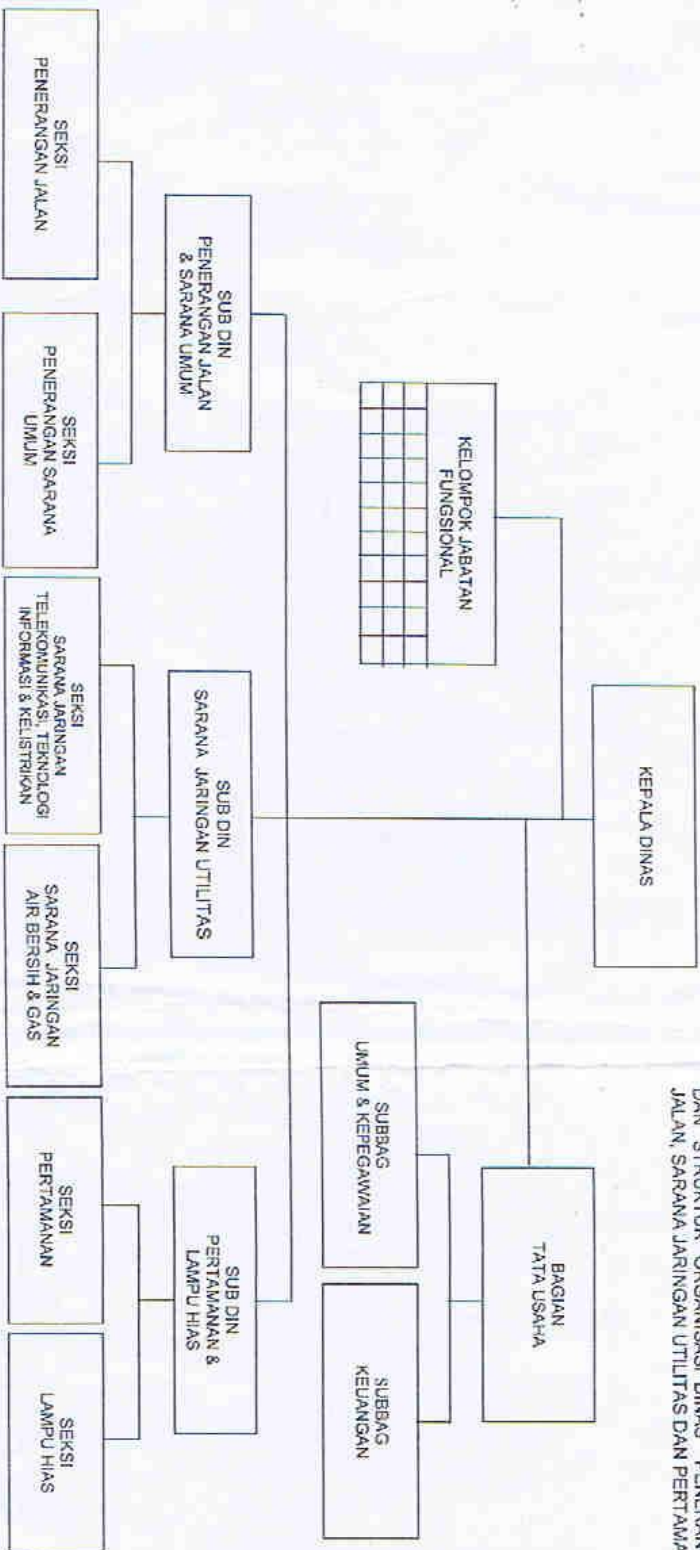 DAN STRUKTUR ORGANISASI DINAS
JALAN, SARANA JARINGAN UTILITAS DAN
KEPALA DINAS
KELOMPOK JABATAN
FUNGSIONAL
BAGIAN
TATA USAHA
SUBBAG
UMUM & KEPEGAWAIAN
SUBBAG
KEUANGAN
SUB DIN
PENERANGAN JALAN
& SARANA UMUM
SUB DIN
SARANA JARINGAN UTILITAS
SUB DIN
PERTAMANAN &
LAMPU HIAS
SEKSI
PENERANGAN JALAN
SEKSI
PENERANGAN SARANA
UMUM
SEKSI
SARANA JARINGAN
TELEKOMUNIKASI, TEKNOLOGI
INFORMASI & KELISTRIKAN
SEKSI
SARANA JARINGAN
AIR BERSIH & GAS
SEKSI
PERTAMANAN
SEKSI
LAMPU HIAS